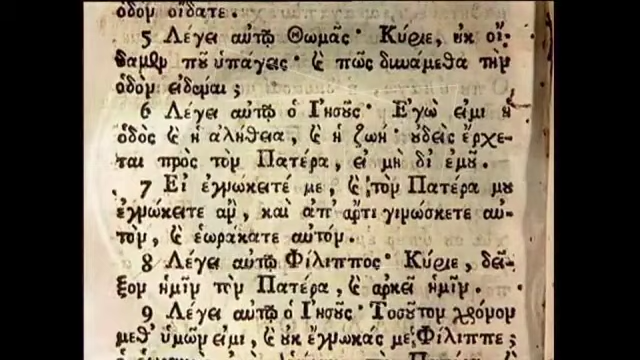 ὁδὸν οἴδατε.
5 Λέγει αὐτῷ Θωμᾶς· Κύριε, οὐκ οἴ-
δαμεν ποῦ ὑπάγεις· καὶ πῶς δυνάμεθα τὴν
ὁδὸν εἰδέναι;
6 Λέγει αὐτῷ ὁ Ἰησοῦς· Ἐγώ εἰμι ἡ
ὁδὸς καὶ ἡ ἀλήθεια, καὶ ἡ ζωή· οὐδεὶς ἔρχε-
ται πρὸς τὸν Πατέρα, εἰ μὴ δι' ἐμοῦ.
7 Εἰ ἐγνώκειτέ με, καὶ τὸν Πατέρα μου
ἐγνώκειτε ἄν, καὶ ἀπ' ἄρτι γινώσκετε αὐ-
τὸν, καὶ ἑωράκατε αὐτόν.
8 Λέγει αὐτῷ Φίλιππος· Κύριε, δεῖ-
ξον ἡμῖν τὸν Πατέρα, καὶ ἀρκεῖ ἡμῖν.
9 Λέγει αὐτῷ ὁ Ἰησοῦς· Τοσοῦτον χρόνον
μεθ' ὑμῶν εἰμι, καὶ οὐκ ἔγνωκάς με, Φίλιππε;